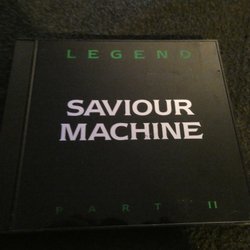 LEGEND
SAVIOUR
MACHINE
PART II